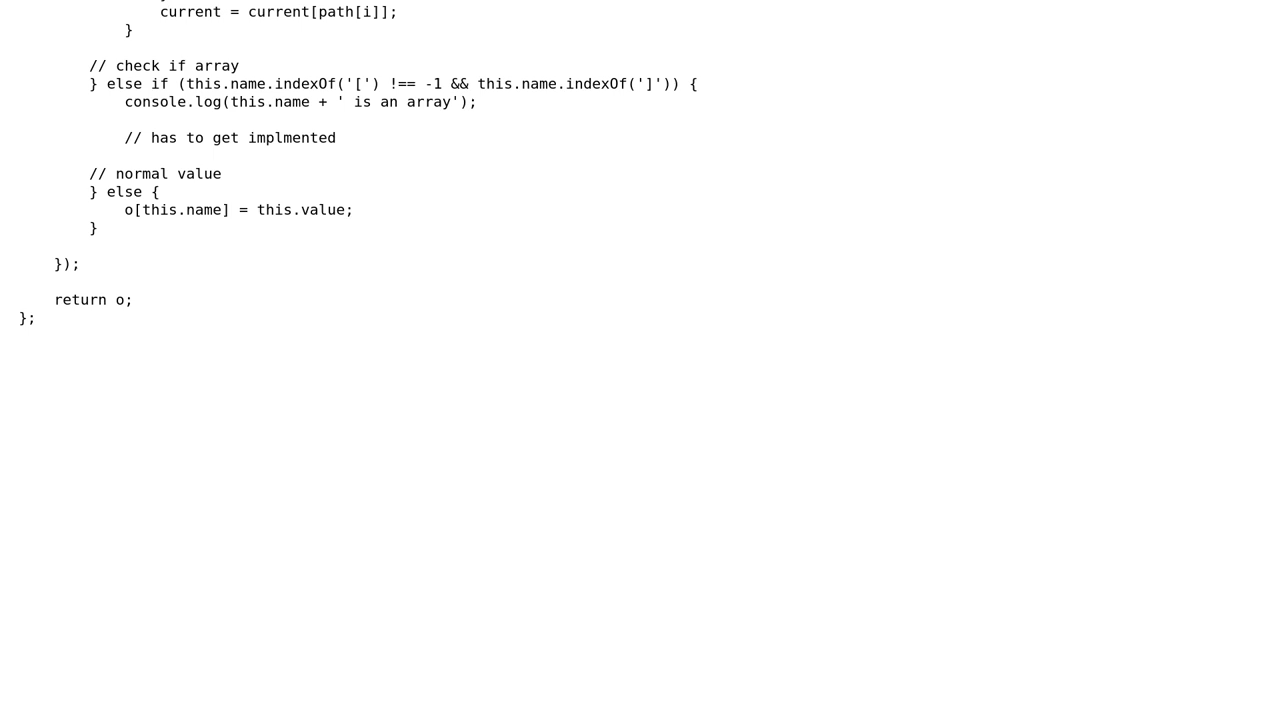 current = current[path[i]];
}
// check if array
} else if (this.name.indexOf('[') !== -1 && this.name.indexOf(']')) {
console.log(this.name + ' is an array');
// has to get implmented
// normal value
} else {
o[this.name] = this.value;
}
});
return o;
};